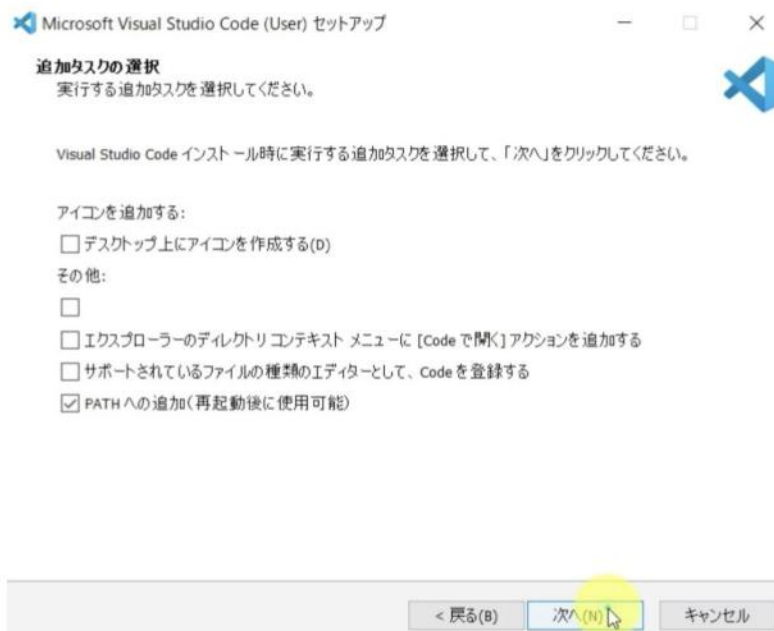 Microsoft Visual Studio Code (User) セットアップ
追加タスクの選択
実行する追加タスクを選択してください。
Visual Studio Code インストール時に実行する追加タスクを選択して、「次へ」をクリックしてください。
アイコンを追加する:
デスクトップ上にアイコンを作成する(D)
その他:
エクスプローラーのディレクトリ コンテキスト メニューに [Code で開く] アクションを追加する
サポートされているファイルの種類のエディターとして、Code を登録する
PATH への追加(再起動後に使用可能)
< 戻る(B)
次へ(N)
キャンセル